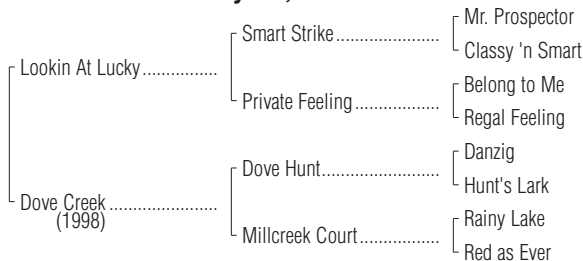 Smart Strike
Mr. Prospector
Classy 'n Smart
Lookin At Lucky
Private Feeling
Belong to Me
Regal Feeling
Dove Hunt
Danzig
Hunt's Lark
Dove Creek
(1998)
Millcreek Court
Rainy Lake
Red as Ever